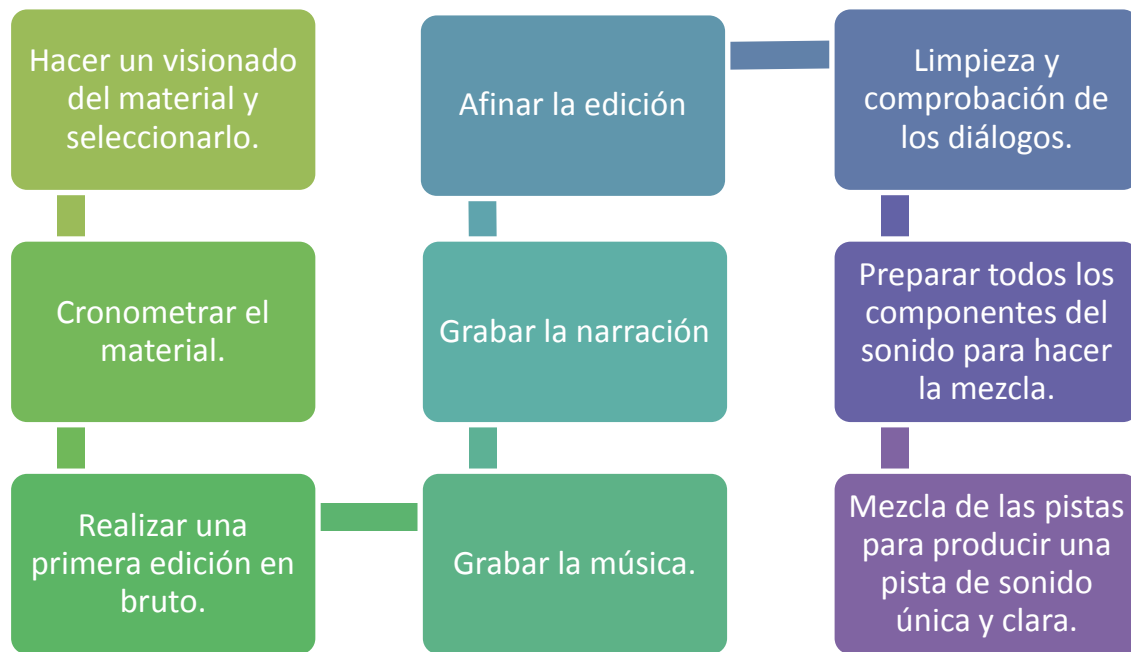 Hacer un visionado
del material y
seleccionarlo.
Cronometrar el
material.
Realizar una
primera edición en
bruto.
Grabar la música.
Grabar la narración
Afinar la edición
Limpieza y
comprobación de
los diálogos.
Preparar todos los
componentes del
sonido para hacer
la mezcla.
Mezcla de las pistas
para producir una
pista de sonido
única y clara.